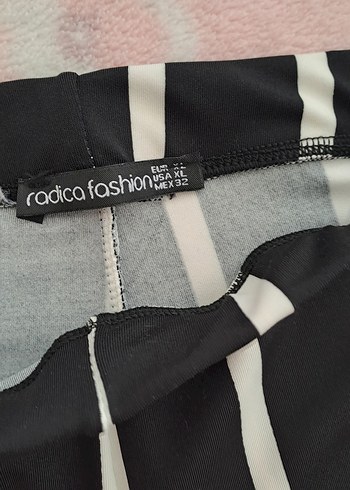 radica fashion
EUR XL
USA XL
MEX 32